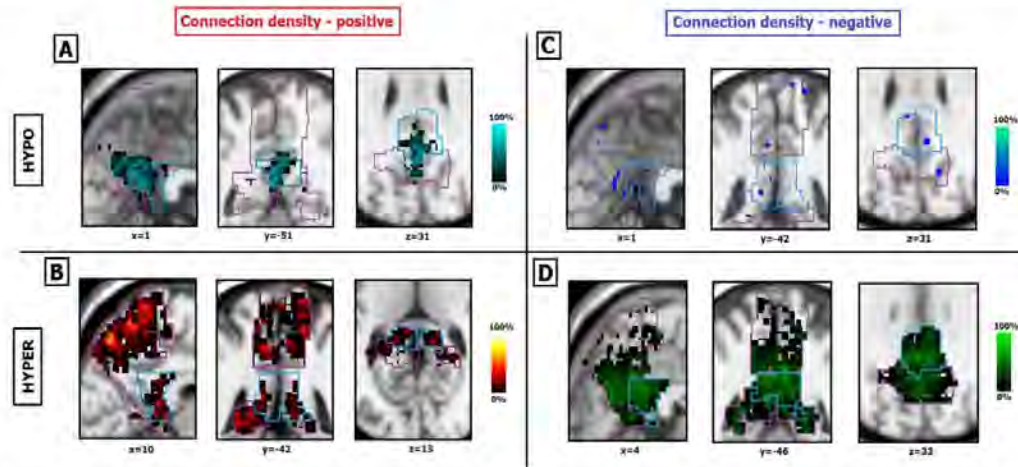 Connection density - positive
Connection density - negative
A
C
HYPO
100%
0%
100%
0%
x=1
y=-51
z=31
x=1
y=-42
z=31
B
D
HYPER
100%
0%
100%
0%
x=10
y=-42
z=13
x=4
y=-46
z=33